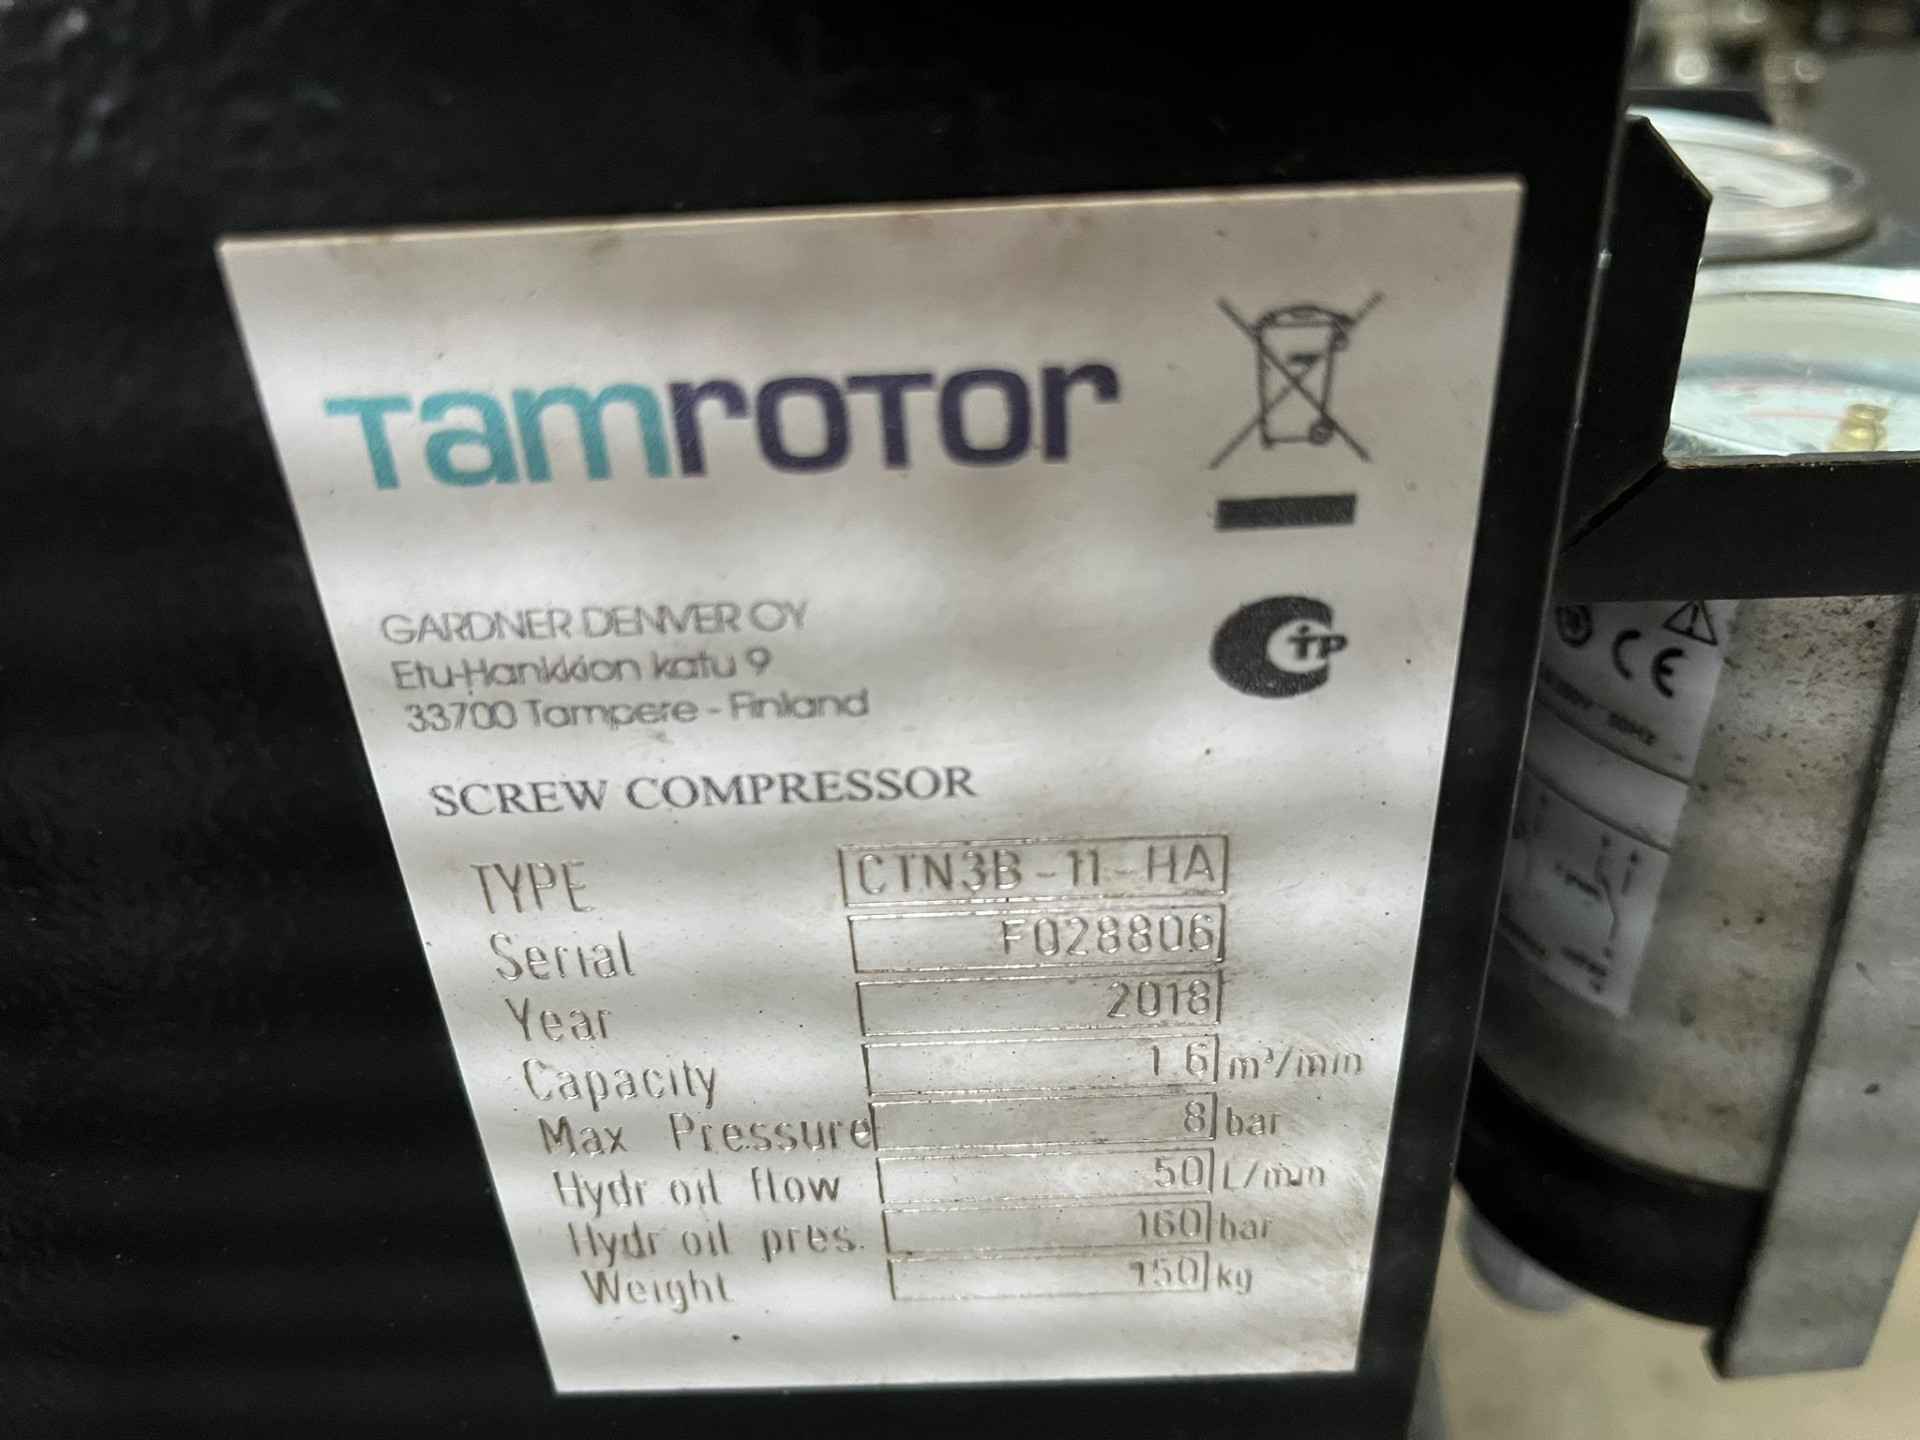 Tamrotor
GARDNER DENVER OY
Etu-Hankkion katu 9
33700 Tampere - Finland
SCREW COMPRESSOR
TYPE CTN3B-11-HA
Serial F028806
Year 2018
Capacity 1.6 m³/min
Max Pressure 8 bar
Hydr oil flow 50 L/min
Hydr oil pres. 160 bar
Weight 150 kg
CE